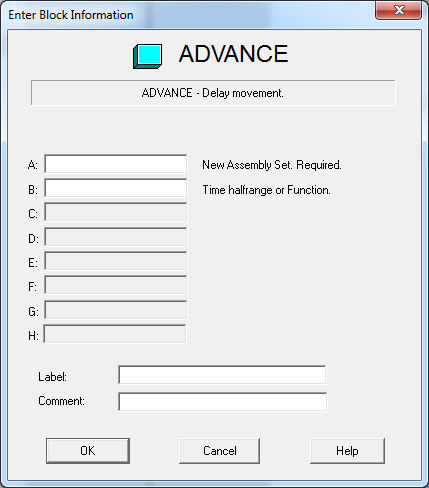 Enter Block Information
ADVANCE
ADVANCE - Delay movement.
A: New Assembly Set. Required.
B: Time halfrange or Function.
C:
D:
E:
F:
G:
H:
Label:
Comment:
OK Cancel Help